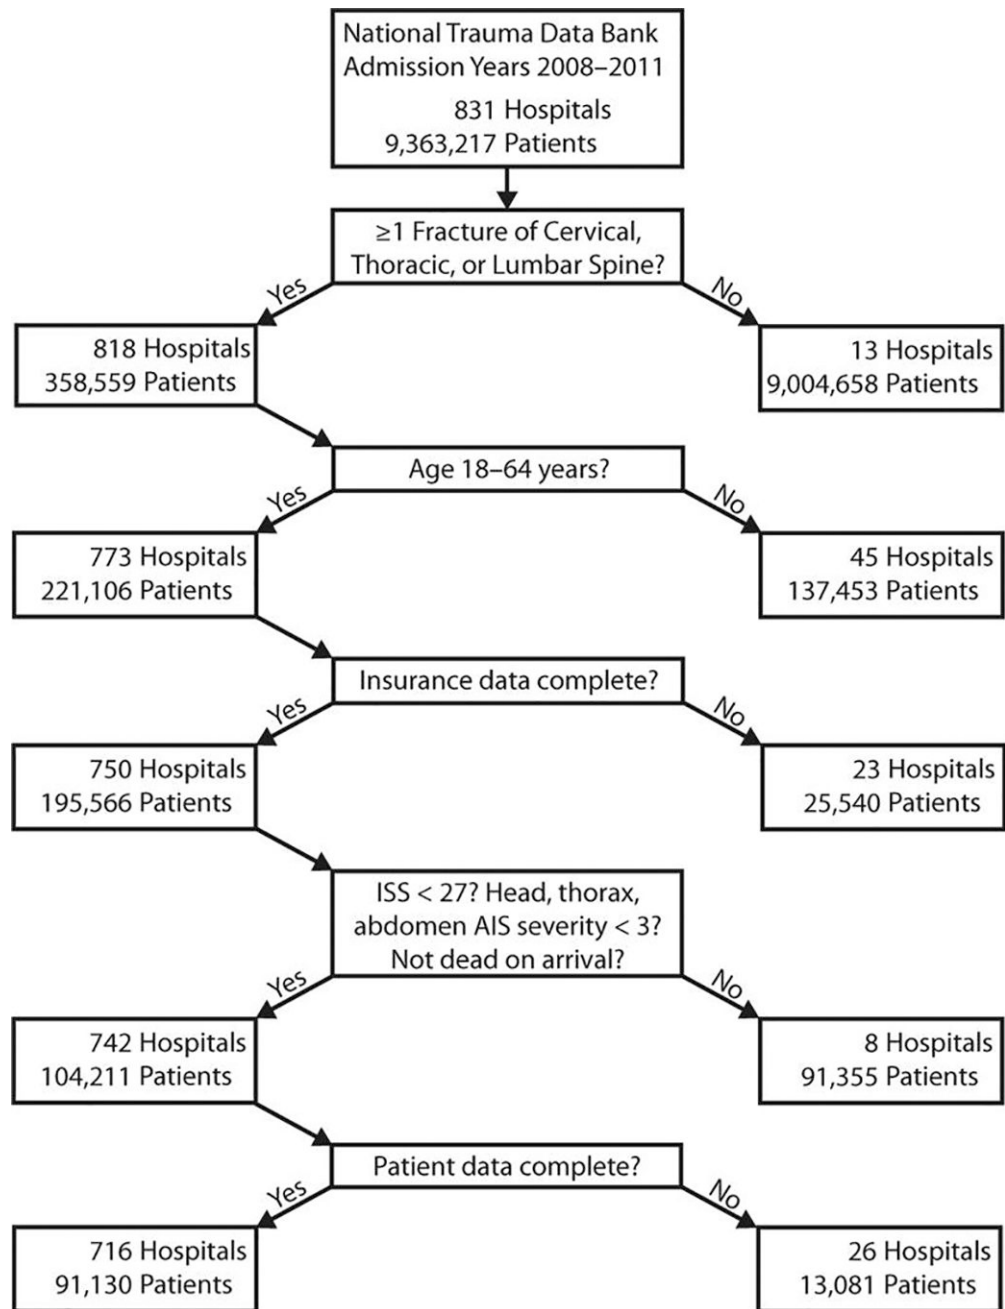 National Trauma Data Bank
Admission Years 2008–2011
831 Hospitals
9,363,217 Patients
≥1 Fracture of Cervical,
Thoracic, or Lumbar Spine?
Yes
No
818 Hospitals
358,559 Patients
13 Hospitals
9,004,658 Patients
Age 18–64 years?
Yes
No
773 Hospitals
221,106 Patients
45 Hospitals
137,453 Patients
Insurance data complete?
Yes
No
750 Hospitals
195,566 Patients
23 Hospitals
25,540 Patients
ISS < 27? Head, thorax,
abdomen AIS severity < 3?
Not dead on arrival?
Yes
No
742 Hospitals
104,211 Patients
8 Hospitals
91,355 Patients
Patient data complete?
Yes
No
716 Hospitals
91,130 Patients
26 Hospitals
13,081 Patients